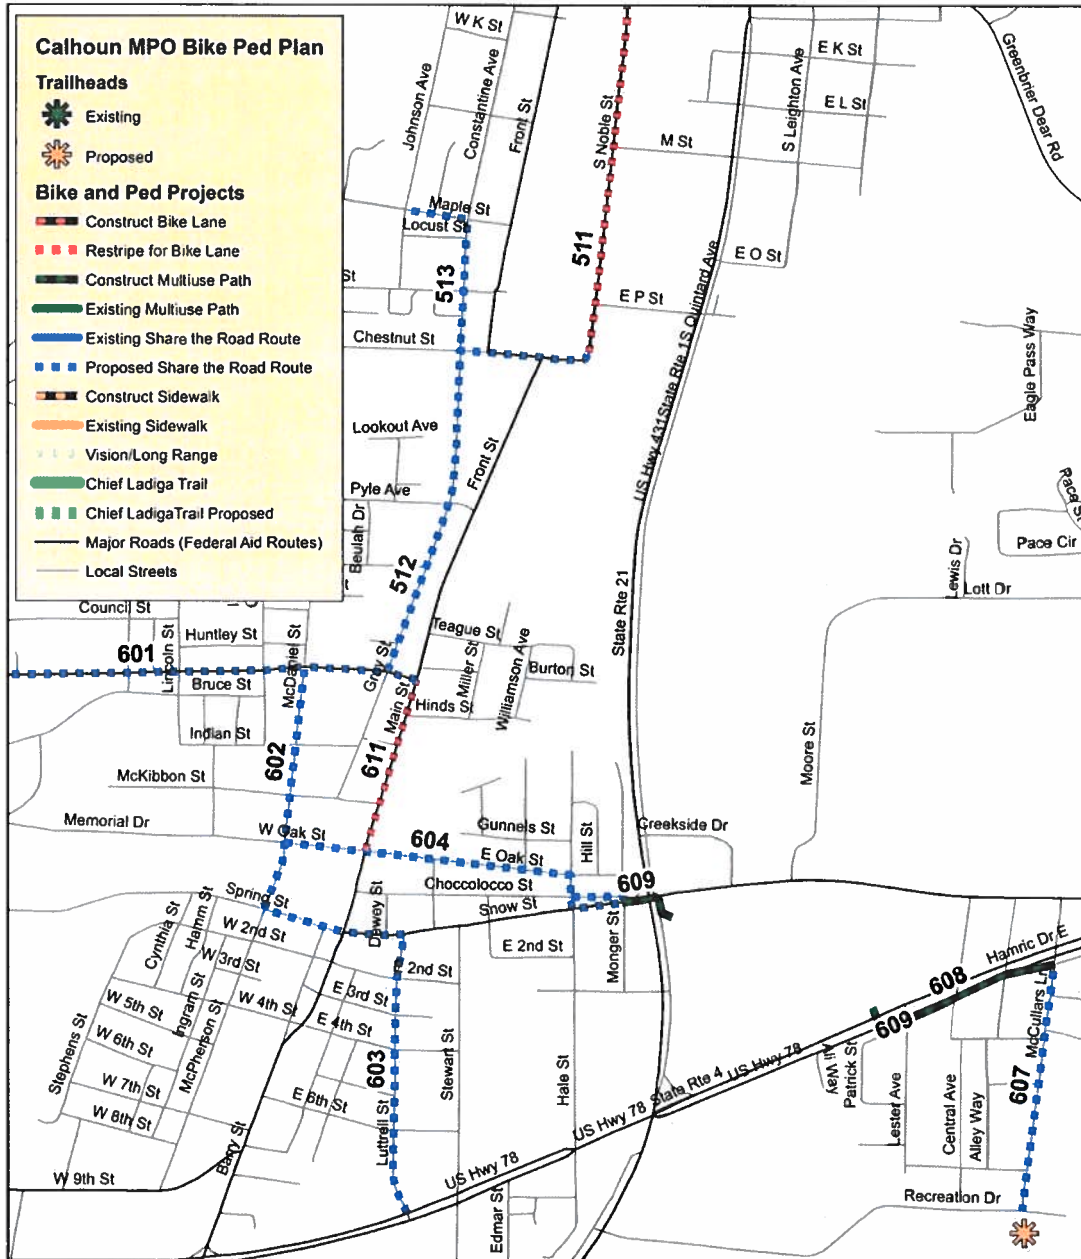 Calhoun MPO Bike Ped Plan
Trailheads
Existing
Proposed
Bike and Ped Projects
Construct Bike Lane
Restripe for Bike Lane
Construct Multiuse Path
Existing Multiuse Path
Existing Share the Road Route
Proposed Share the Road Route
Construct Sidewalk
Existing Sidewalk
Vision/Long Range
Chief Ladiga Trail
Chief LadigaTrail Proposed
Major Roads (Federal Aid Routes)
Local Streets
W K St
Johnson Ave
Constantine Ave
Front St
S Noble St
E K St
E L St
S Leighton Ave
M St
Greenbrier Dear Rd
Maple St
Locust St
St
513
511
E O St
E P St
Chestnut St
US Hwy 431State Rte 1S Quintard Ave
Eagle Pass Way
Lookout Ave
Front St
Pyle Ave
Beulah Dr
512
Race St
Pace Cir
Lewis Dr
Lott Dr
State Rte 21
Council St
Lincoln St
Huntley St
McDaniel St
601
Bruce St
Indian St
Gray St
Main St
Teague St
Miller St
Williamson Ave
Burton St
Hinds St
602
611
McKibbon St
Moore St
Memorial Dr
W Oak St
604
E Oak St
Gunnels St
Hill St
Creekside Dr
Choccolocco St
609
Snow St
Dewey St
Spring St
Hamm St
Cynthia St
W 2nd St
W 3rd St
E 2nd St
E 2nd St
Monger St
E 3rd St
W 4th St
Ingram St
W 5th St
E 4th St
McPherson St
W 6th St
Stephens St
W 7th St
W 8th St
E 6th St
603
Luttrell St
Stewart St
Hale St
Barry St
W 9th St
US Hwy 78
Edmar St
US Hwy 78
State Rte 4
US Hwy 78
608
609
Hamric Dr E
McCullars Ln
Ali Way
Patrick St
Lester Ave
Central Ave
Alley Way
607
Recreation Dr